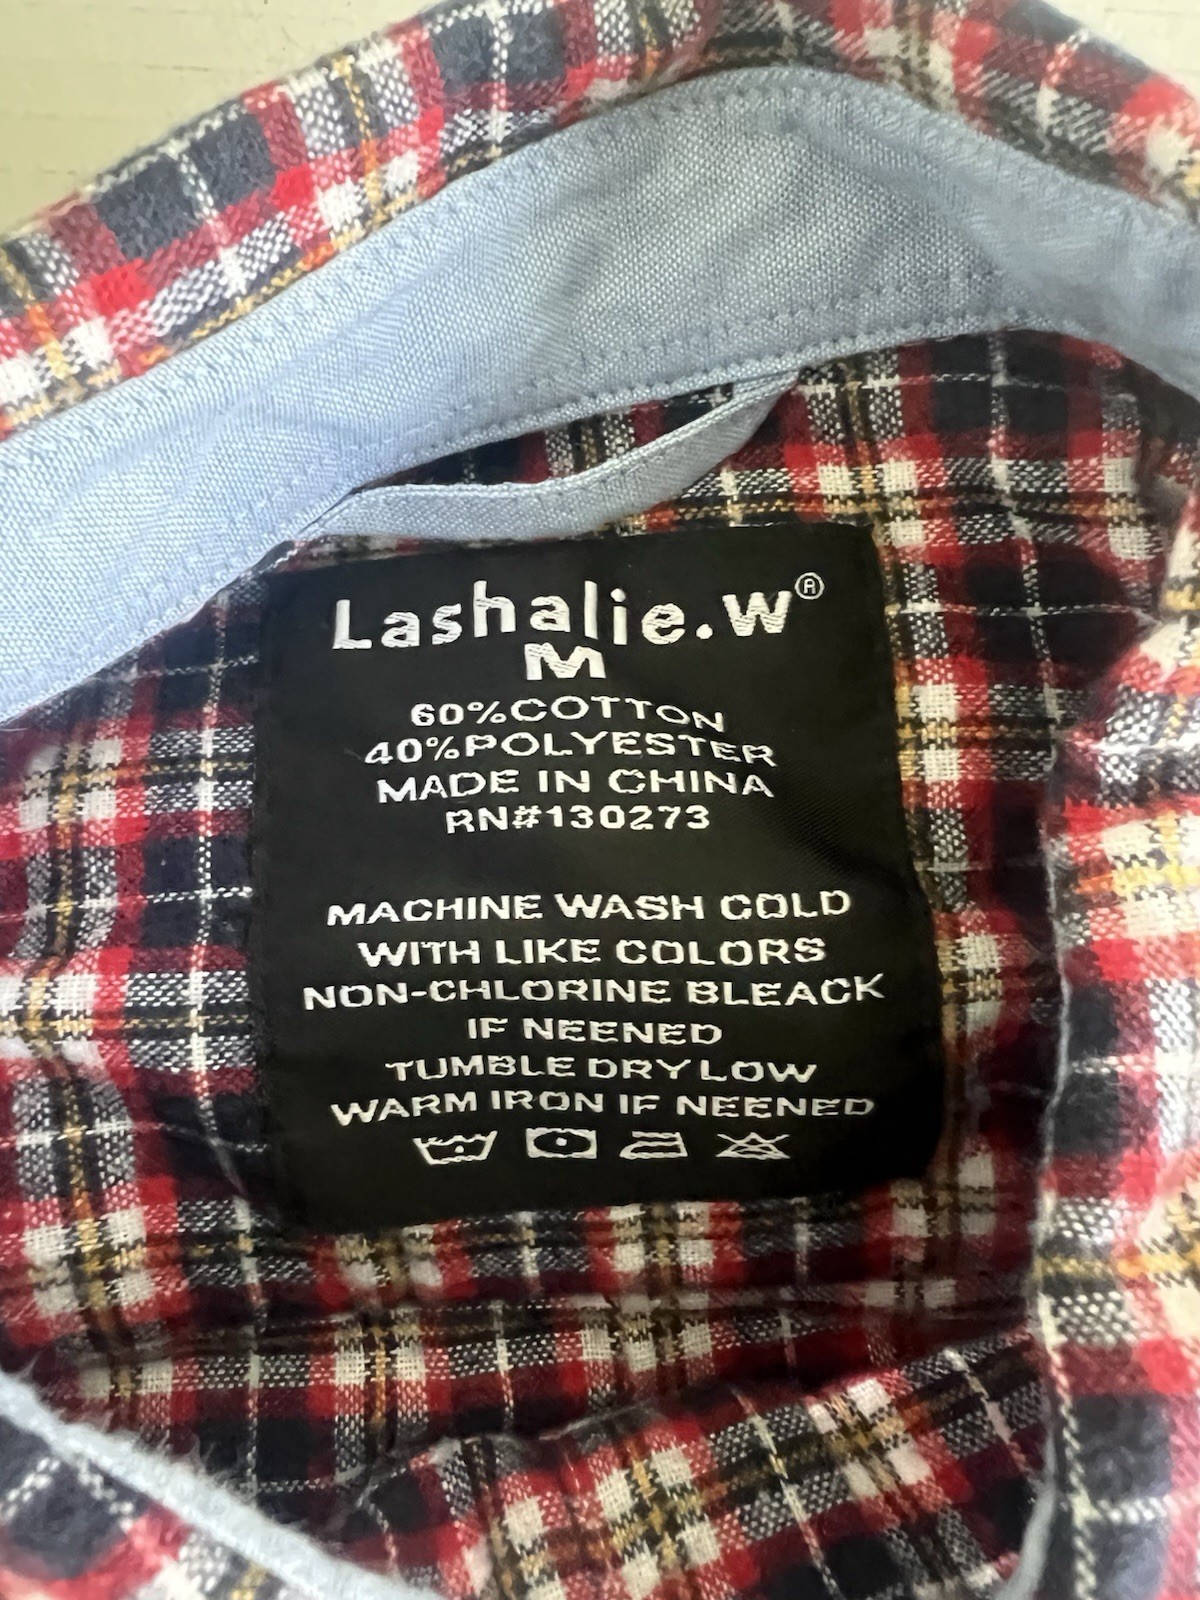 Lashalie.W®
M
60%COTTON
40%POLYESTER
MADE IN CHINA
RN#130273
MACHINE WASH COLD
WITH LIKE COLORS
NON-CHLORINE BLEACK
IF NEENED
TUMBLE DRY LOW
WARM IRON IF NEENED